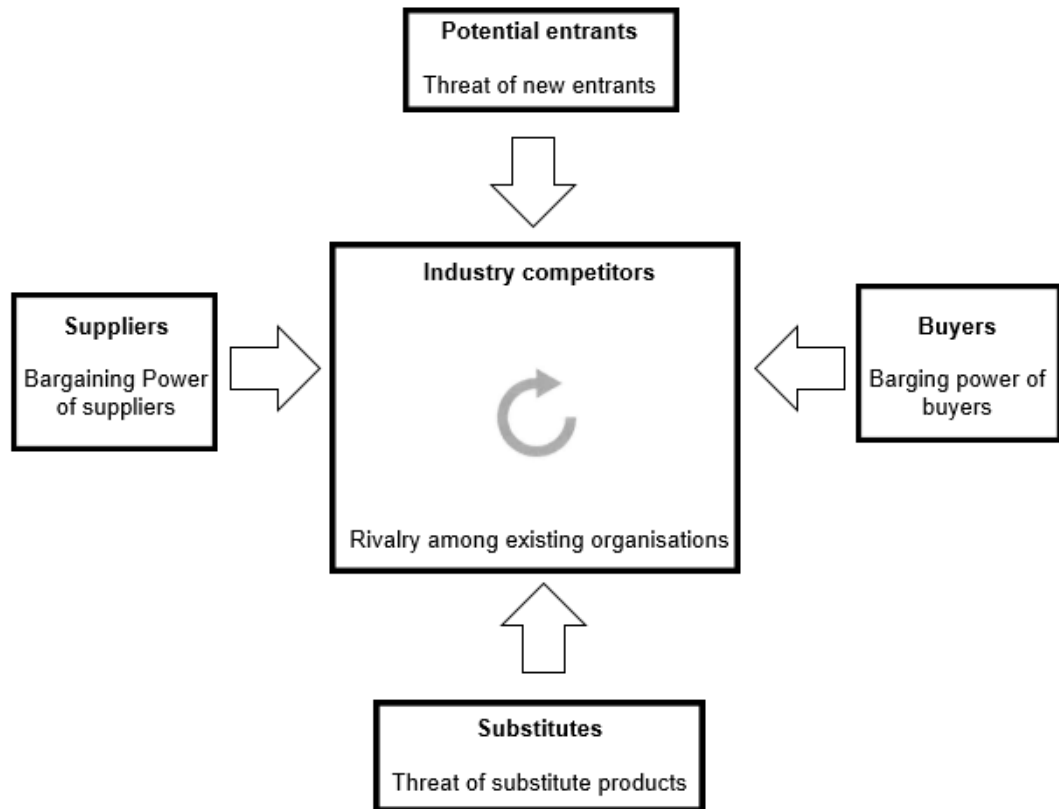 Potential entrants
Threat of new entrants
Industry competitors
Suppliers
Bargaining Power
of suppliers
Buyers
Barging power of
buyers
Rivalry among existing organisations
Substitutes
Threat of substitute products